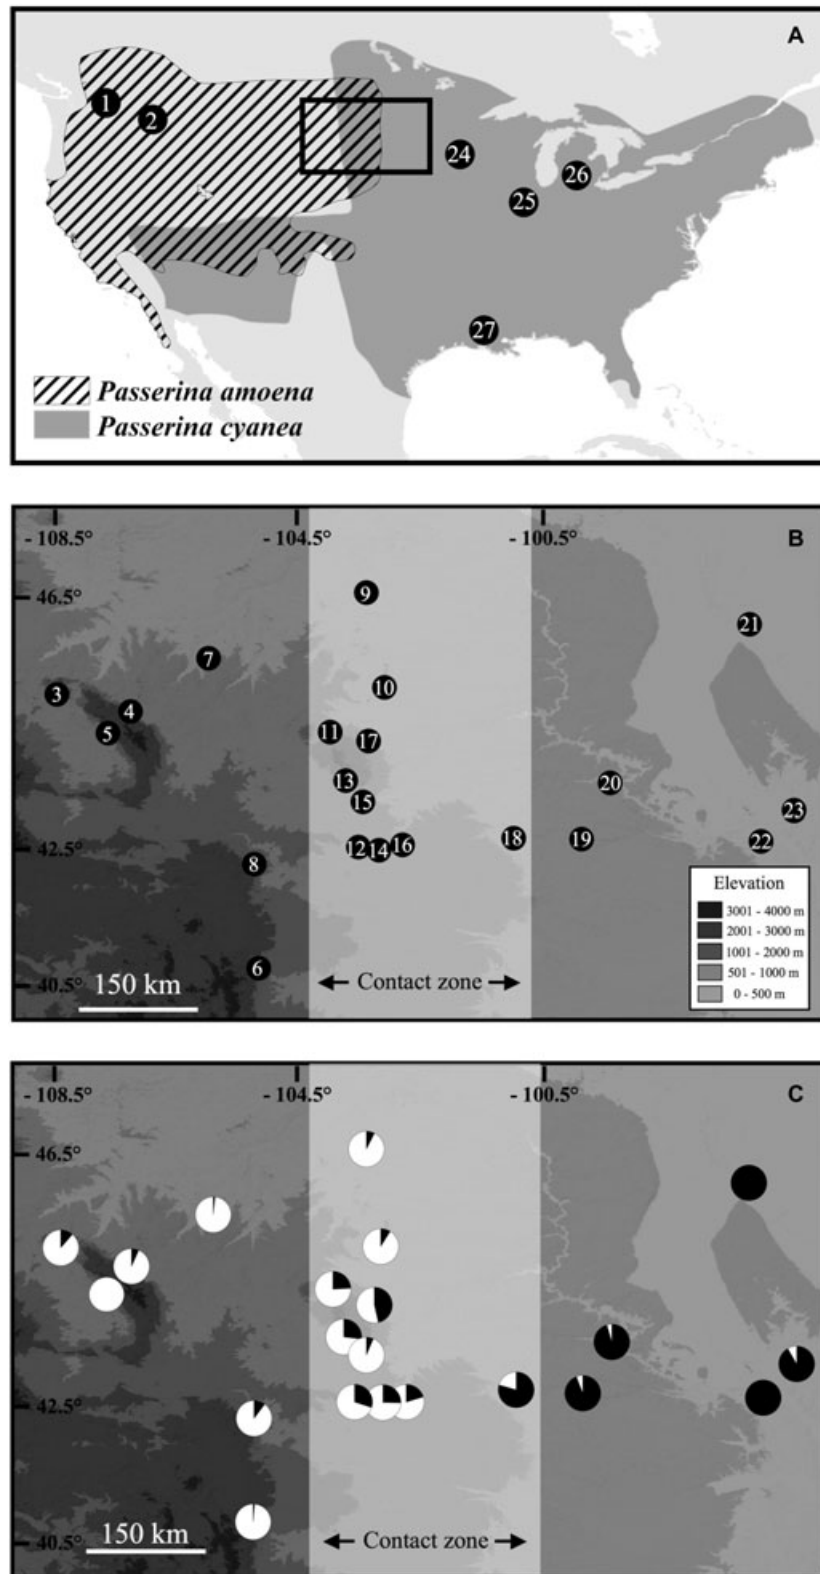 A
1
2
24
26
25
27
Passerina amoena
Passerina cyanea
- 108.5°
- 104.5°
- 100.5°
B
46.5°
9
21
7
3
10
4
5
11
17
13
20
15
23
42.5°
12
14
16
18
19
22
8
Elevation
3001 - 4000 m
2001 - 3000 m
1001 - 2000 m
501 - 1000 m
0 - 500 m
6
40.5°
150 km
Contact zone
- 108.5°
- 104.5°
- 100.5°
C
46.5°
42.5°
150 km
Contact zone
40.5°